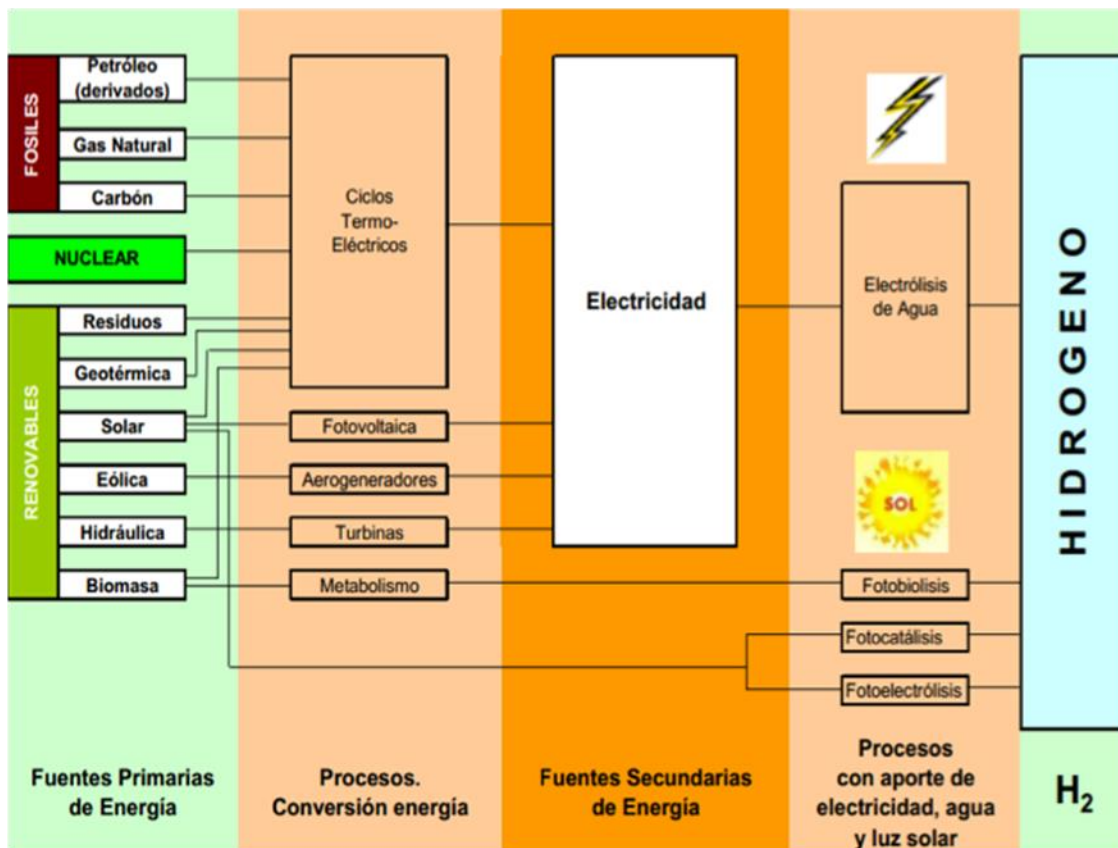 FOSILES
Petróleo
(derivados)
Gas Natural
Carbón
NUCLEAR
RENOVABLES
Residuos
Geotérmica
Solar
Eólica
Hidráulica
Biomasa
Ciclos
Termo-
Eléctricos
Fotovoltaica
Aerogeneradores
Turbinas
Metabolismo
Electricidad
Electrólisis
de Agua
SOL
Fotobiolisis
Fotocatálisis
Fotoelectrólisis
HIDROGENO
Fuentes Primarias
de Energía
Procesos.
Conversión energía
Fuentes Secundarias
de Energía
Procesos
con aporte de
electricidad, agua
y luz solar
H₂